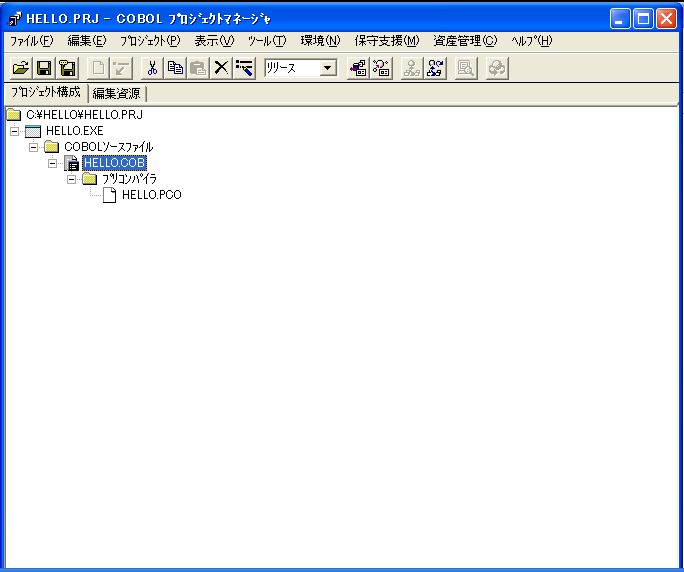 HELLO.PRJ - COBOL ﾌﾟﾛｼﾞｪｸﾄﾏﾈｰｼﾞｬ
ﾌｧｲﾙ(F) 編集(E) ﾌﾟﾛｼﾞｪｸﾄ(P) 表示(V) ﾂｰﾙ(T) 環境(N) 保守支援(M) 資産管理(C) ﾍﾙﾌﾟ(H)
ﾘﾘｰｽ
ﾌﾟﾛｼﾞｪｸﾄ構成 編集資源
C:¥HELLO¥HELLO.PRJ
HELLO.EXE
COBOLｿｰｽﾌｧｲﾙ
HELLO.COB
ﾌﾟﾘｺﾝﾊﾟｲﾗ
HELLO.PCO